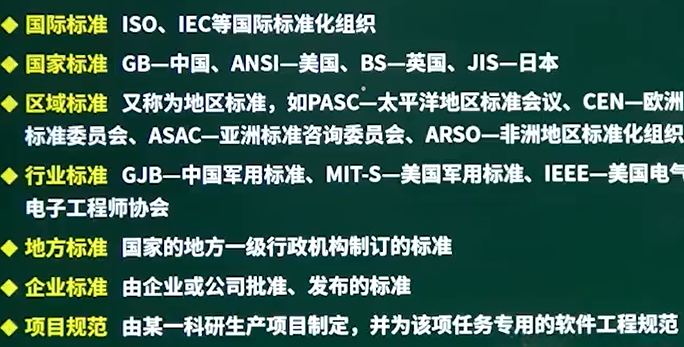 ◆ 国际标准 ISO、IEC等国际标准化组织
◆ 国家标准 GB—中国、ANSI—美国、BS—英国、JIS—日本
◆ 区域标准 又称为地区标准，如PASC—太平洋地区标准会议、CEN—欧洲
标准委员会、ASAC—亚洲标准咨询委员会、ARSO—非洲地区标准化组织
◆ 行业标准 GJB—中国军用标准、MIT-S—美国军用标准、IEEE—美国电气
电子工程师协会
◆ 地方标准 国家的地方一级行政机构制订的标准
◆ 企业标准 由企业或公司批准、发布的标准
◆ 项目规范 由某一科研生产项目制定，并为该项任务专用的软件工程规范